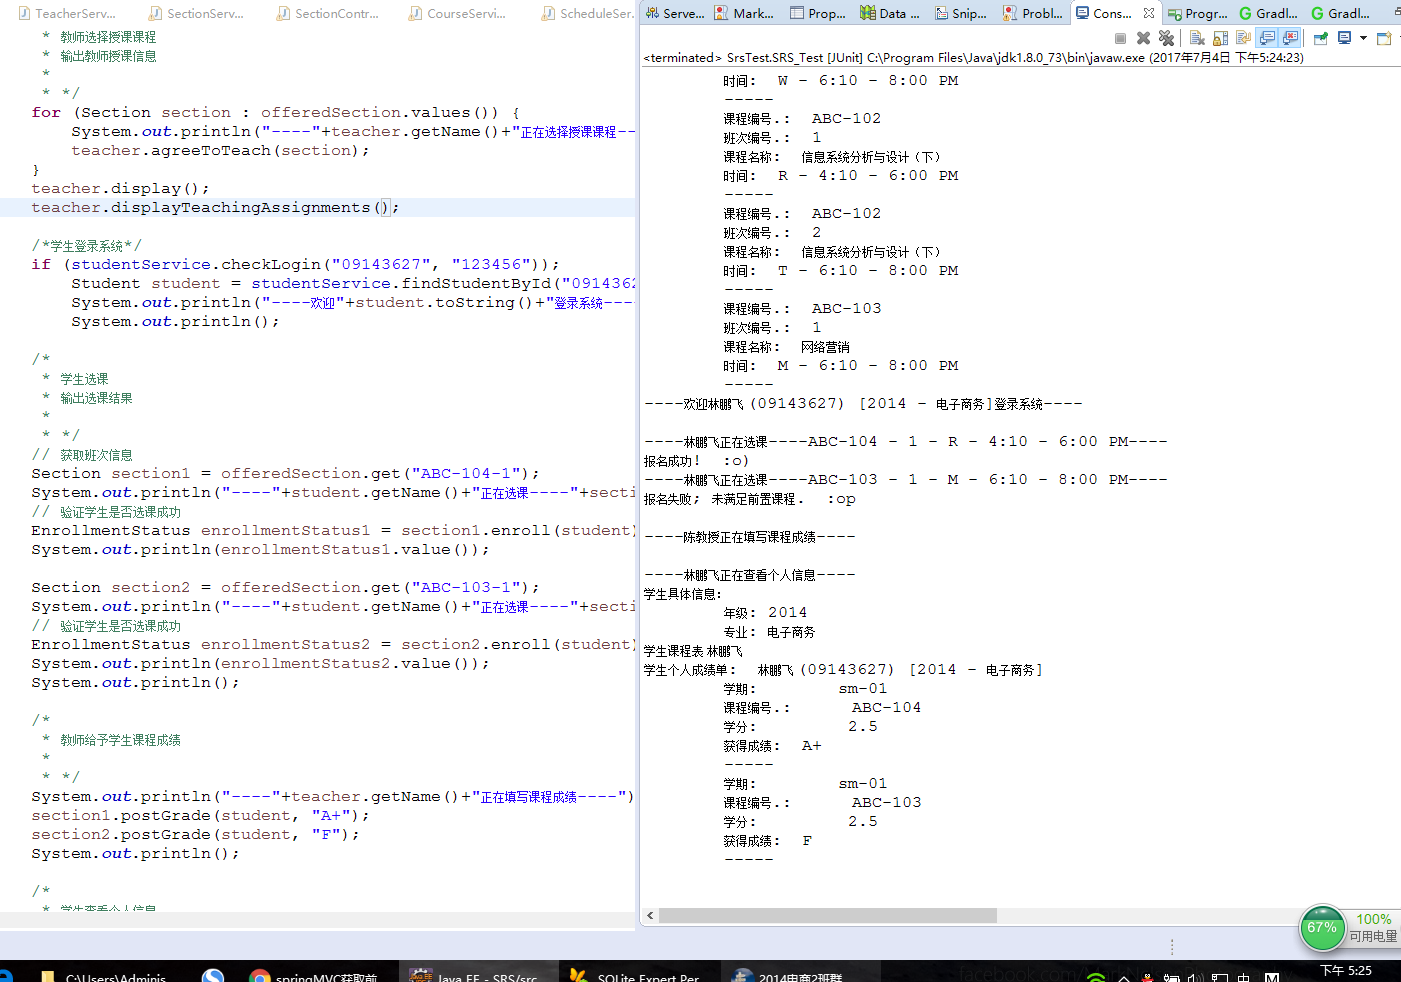 TeacherServ...
SectionServ...
SectionContr...
CourseServi...
ScheduleSer.
Serve...
Mark...
Prop...
Data ...
Snip...
Probl...
Cons...
Progr...
Gradl...
Gradl...
* 教师选择授课课程
* 输出教师授课信息
*
* */
for (Section section : offeredSection.values()) {
System.out.println("----"+teacher.getName()+"正在选择授课课程--
teacher.agreeToTeach(section);
}
teacher.display();
teacher.displayTeachingAssignments();
/*学生登录系统*/
if (studentService.checkLogin("09143627", "123456"));
Student student = studentService.findStudentById("0914362
System.out.println("----欢迎"+student.toString()+"登录系统---
System.out.println();
/*
* 学生选课
* 输出选课结果
*
* */
// 获取班次信息
Section section1 = offeredSection.get("ABC-104-1");
System.out.println("----"+student.getName()+"正在选课----"+secti
// 验证学生是否选课成功
EnrollmentStatus enrollmentStatus1 = section1.enroll(student)
System.out.println(enrollmentStatus1.value());
Section section2 = offeredSection.get("ABC-103-1");
System.out.println("----"+student.getName()+"正在选课----"+secti
// 验证学生是否选课成功
EnrollmentStatus enrollmentStatus2 = section2.enroll(student)
System.out.println(enrollmentStatus2.value());
System.out.println();
/*
* 教师给予学生课程成绩
*
* */
System.out.println("----"+teacher.getName()+"正在填写课程成绩----")
section1.postGrade(student, "A+");
section2.postGrade(student, "F");
System.out.println();
/*
* 学生查看个人信息
<terminated> SrsTest.SRS_Test [JUnit] C:\Program Files\Java\jdk1.8.0_73\bin\javaw.exe (2017年7月4日 下午5:24:23)
时间: W - 6:10 - 8:00 PM
-----
课程编号.: ABC-102
班次编号.: 1
课程名称: 信息系统分析与设计（下）
时间: R - 4:10 - 6:00 PM
-----
课程编号.: ABC-102
班次编号.: 2
课程名称: 信息系统分析与设计（下）
时间: T - 6:10 - 8:00 PM
-----
课程编号.: ABC-103
班次编号.: 1
课程名称: 网络营销
时间: M - 6:10 - 8:00 PM
-----
----欢迎林鹏飞 (09143627) [2014 - 电子商务]登录系统----
----林鹏飞正在选课----ABC-104 - 1 - R - 4:10 - 6:00 PM----
报名成功! :o)
----林鹏飞正在选课----ABC-103 - 1 - M - 6:10 - 8:00 PM----
报名失败; 未满足前置课程. :op
----陈教授正在填写课程成绩----
----林鹏飞正在查看个人信息----
学生具体信息:
年级: 2014
专业: 电子商务
学生课程表 林鹏飞
学生个人成绩单: 林鹏飞 (09143627) [2014 - 电子商务]
学期: sm-01
课程编号.: ABC-104
学分: 2.5
获得成绩: A+
-----
学期: sm-01
课程编号.: ABC-103
学分: 2.5
获得成绩: F
-----
67%
100%
可用电量
C:\Users\Adminis...
springMVC获取前
Java EE - SRS/src
SQLite Expert Per
2014电商2班群
中
M
下午 5:25